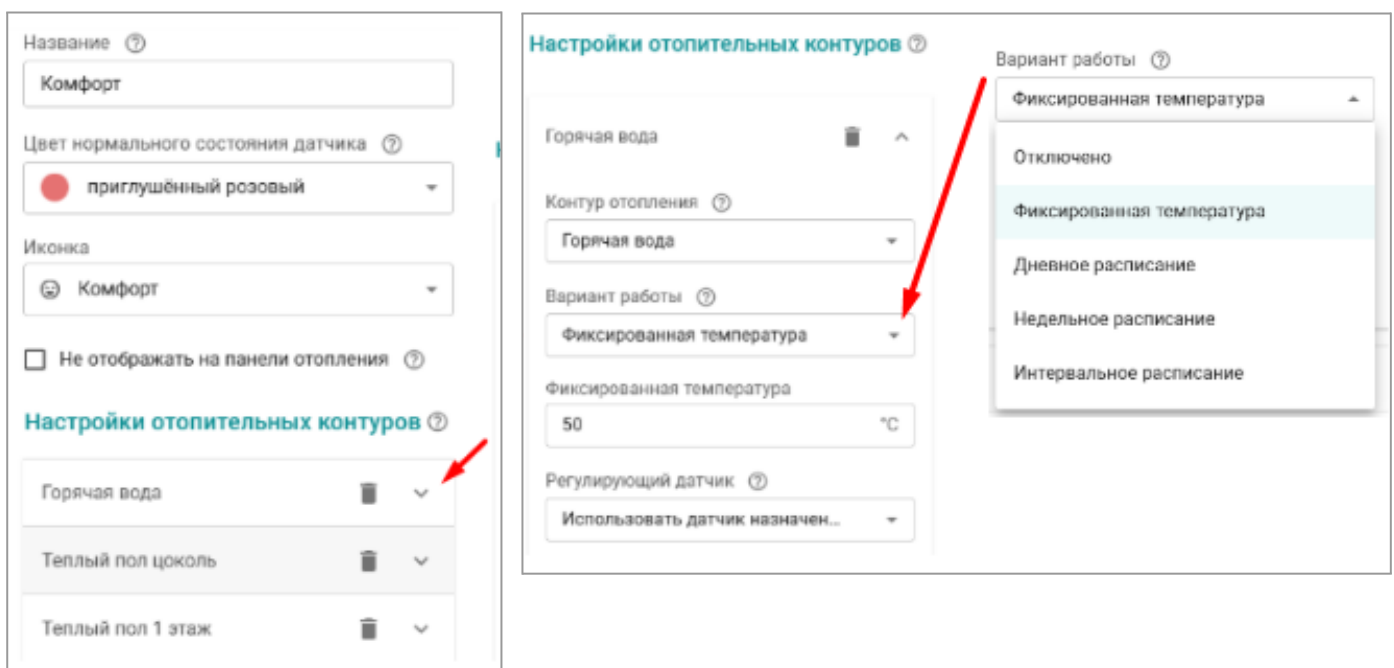 Название
Комфорт
Цвет нормального состояния датчика
приглушённый розовый
Иконка
Комфорт
Не отображать на панели отопления
Настройки отопительных контуров
Горячая вода
Теплый пол цоколь
Теплый пол 1 этаж
Настройки отопительных контуров
Горячая вода
Контур отопления
Горячая вода
Вариант работы
Фиксированная температура
Фиксированная температура
50 °C
Регулирующий датчик
Использовать датчик назначен...
Вариант работы
Фиксированная температура
Отключено
Фиксированная температура
Дневное расписание
Недельное расписание
Интервальное расписание